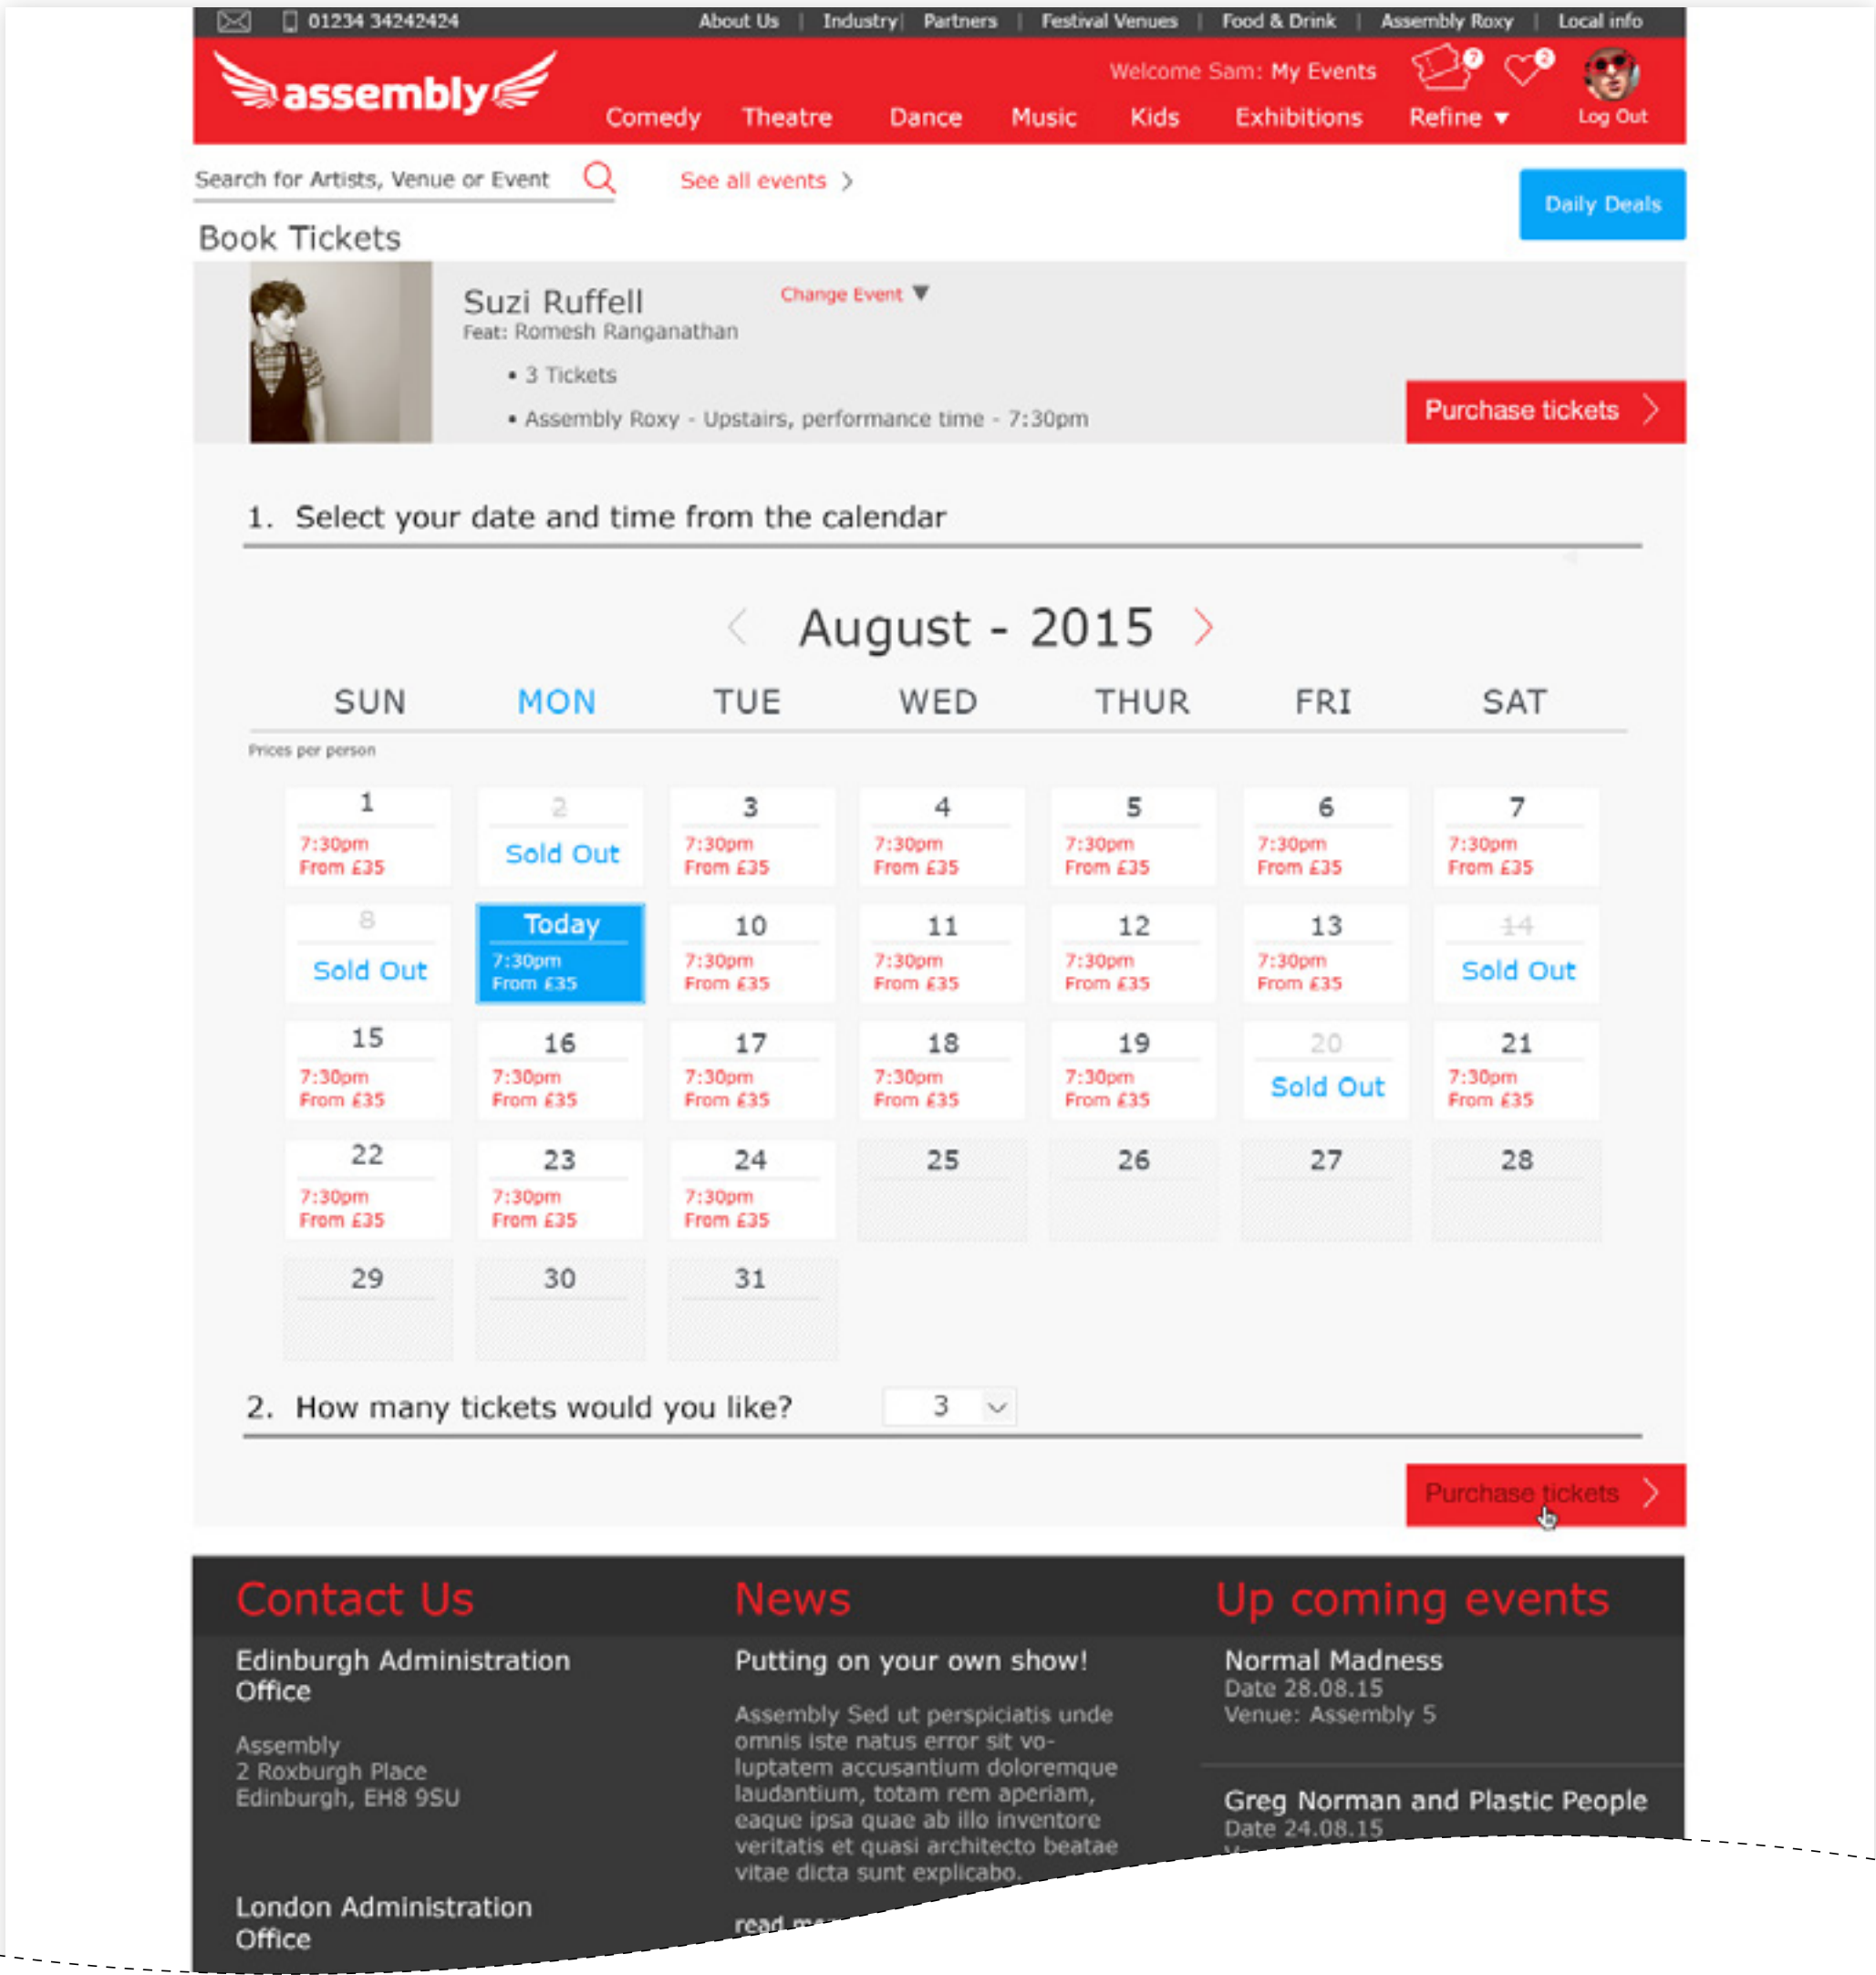 01234 34242424 About Us | Industry| Partners | Festival Venues | Food & Drink | Assembly Roxy | Local info
Welcome Sam: My Events 7 2
assembly
Comedy Theatre Dance Music Kids Exhibitions Refine Log Out
Search for Artists, Venue or Event See all events
Daily Deals
Book Tickets
Suzi Ruffell Change Event
Feat: Romesh Ranganathan
• 3 Tickets
• Assembly Roxy - Upstairs, performance time - 7:30pm
Purchase tickets
1. Select your date and time from the calendar
August - 2015
SUN MON TUE WED THUR FRI SAT
Prices per person
1 2 3 4 5 6 7
7:30pm Sold Out 7:30pm 7:30pm 7:30pm 7:30pm 7:30pm
From £35 From £35 From £35 From £35 From £35 From £35
8 Today 10 11 12 13 14
Sold Out 7:30pm 7:30pm 7:30pm 7:30pm 7:30pm Sold Out
From £35 From £35 From £35 From £35 From £35
15 16 17 18 19 20 21
7:30pm 7:30pm 7:30pm 7:30pm 7:30pm Sold Out 7:30pm
From £35 From £35 From £35 From £35 From £35 From £35
22 23 24 25 26 27 28
7:30pm 7:30pm 7:30pm
From £35 From £35 From £35
29 30 31
2. How many tickets would you like? 3
Purchase tickets
Contact Us
Edinburgh Administration
Office
Assembly
2 Roxburgh Place
Edinburgh, EH8 9SU
London Administration
Office
News
Putting on your own show!
Assembly Sed ut perspiciatis unde
omnis iste natus error sit vo-
luptatem accusantium doloremque
laudantium, totam rem aperiam,
eaque ipsa quae ab illo inventore
veritatis et quasi architecto beatae
vitae dicta sunt explicabo.
read
Up coming events
Normal Madness
Date 28.08.15
Venue: Assembly 5
Greg Norman and Plastic People
Date 24.08.15